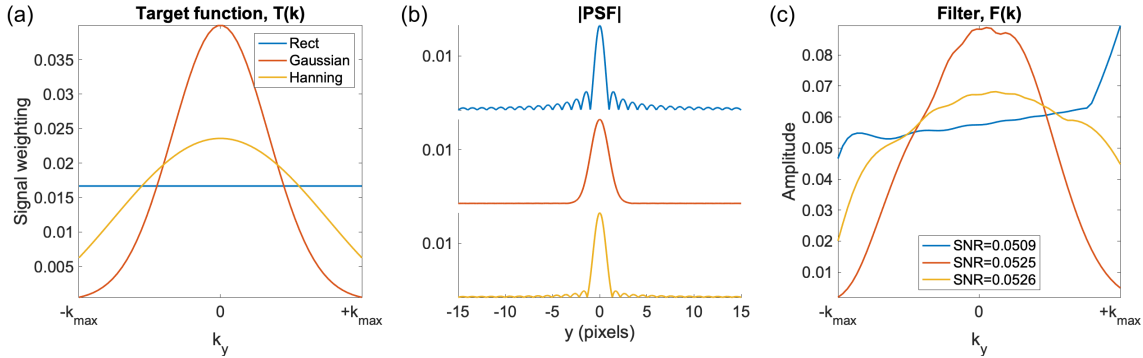 (a)
Target function, T(k)
Signal weighting
0.035
0.03
0.025
0.02
0.015
0.01
0.005
Rect
Gaussian
Hanning
-kmax
0
+kmax
ky
(b)
|PSF|
0.01
0.01
0.01
-15
-10
-5
0
5
10
15
y (pixels)
(c)
Filter, F(k)
Amplitude
0.09
0.08
0.07
0.06
0.05
0.04
0.03
0.02
0.01
SNR=0.0509
SNR=0.0525
SNR=0.0526
-kmax
0
+kmax
ky